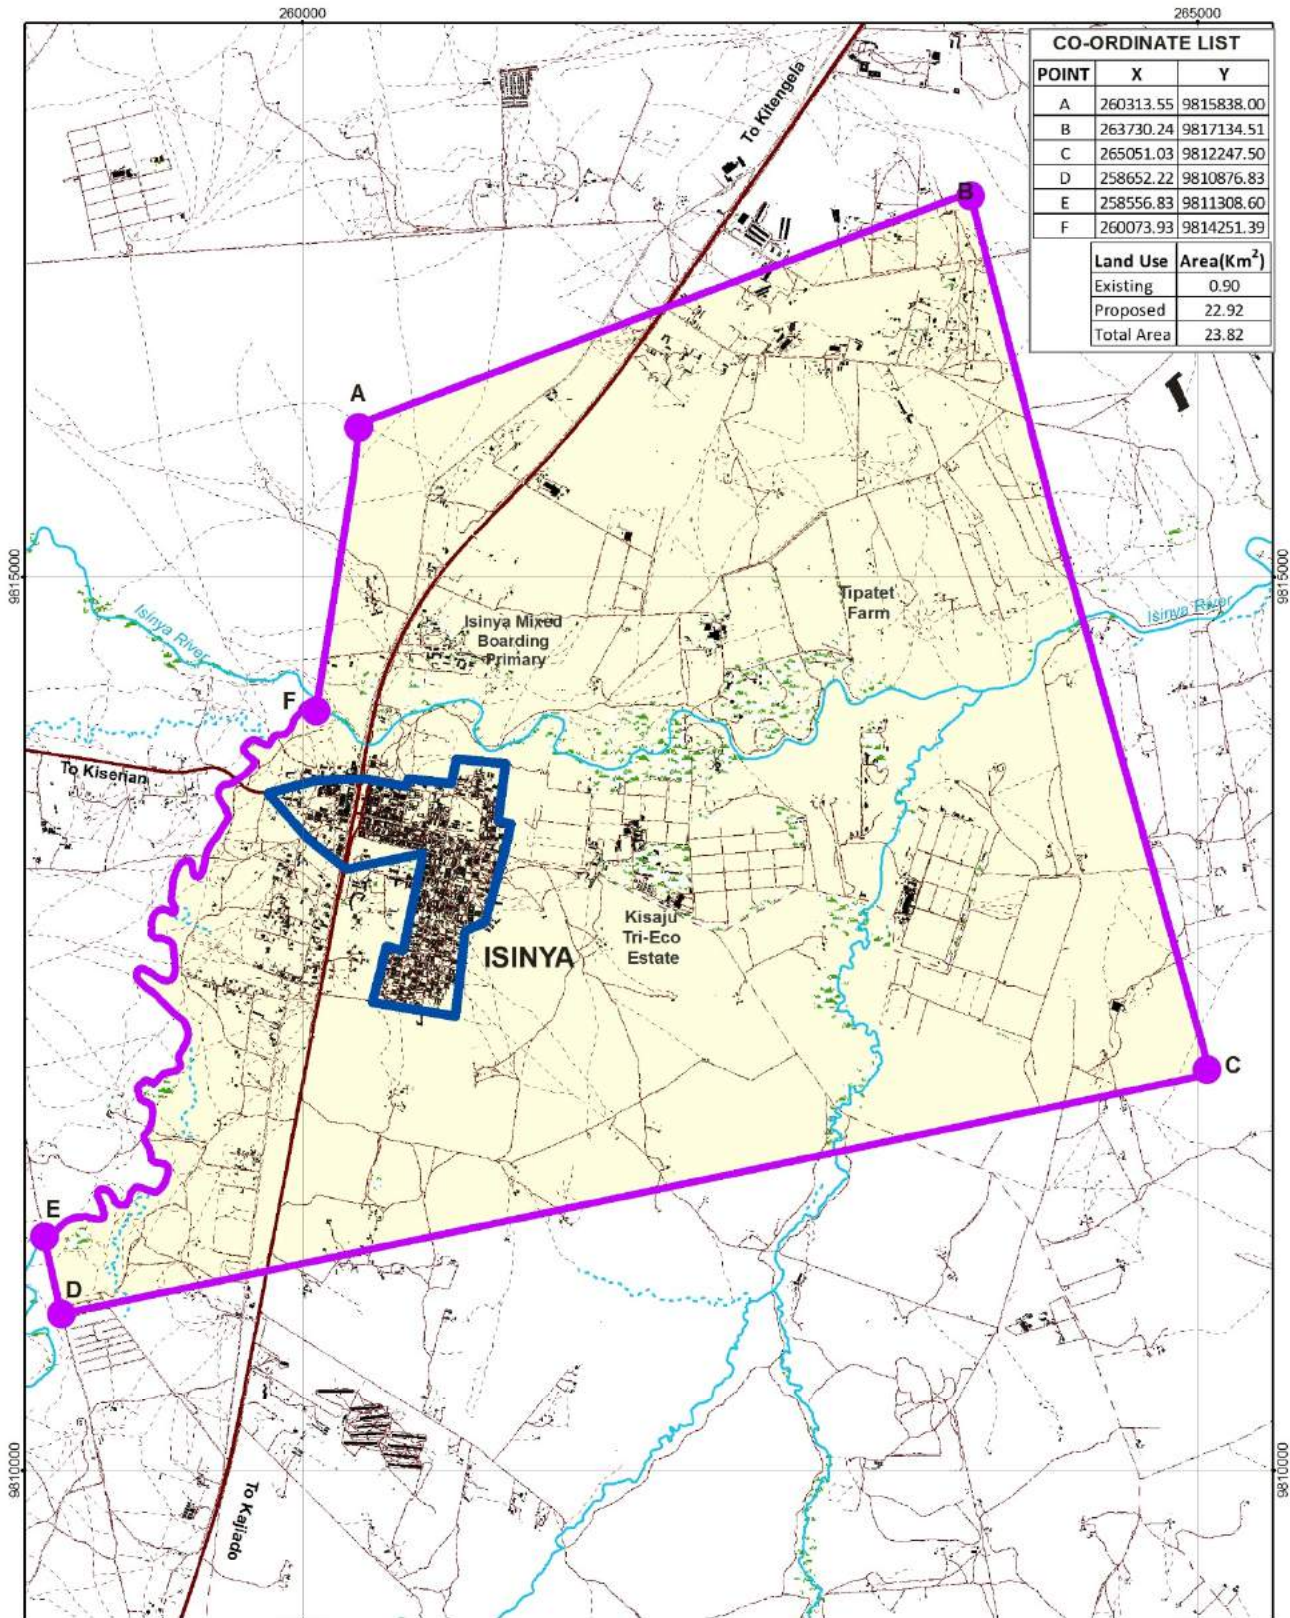 260000
265000
CO-ORDINATE LIST
POINT X Y
A 260313.55 9815838.00
B 263730.24 9817134.51
C 265051.03 9812247.50
D 258652.22 9810876.83
E 258556.83 9811308.60
F 260073.93 9814251.39
Land Use Area(Km²)
Existing 0.90
Proposed 22.92
Total Area 23.82
To Kitengela
B
A
9815000
9815000
Isinya River
Isinya Mixed
Boarding
Primary
Tipatet
Farm
Isinya River
F
To Kiserian
Kisaju
Tri-Eco
Estate
ISINYA
C
E
D
9810000
9810000
To Kajiado